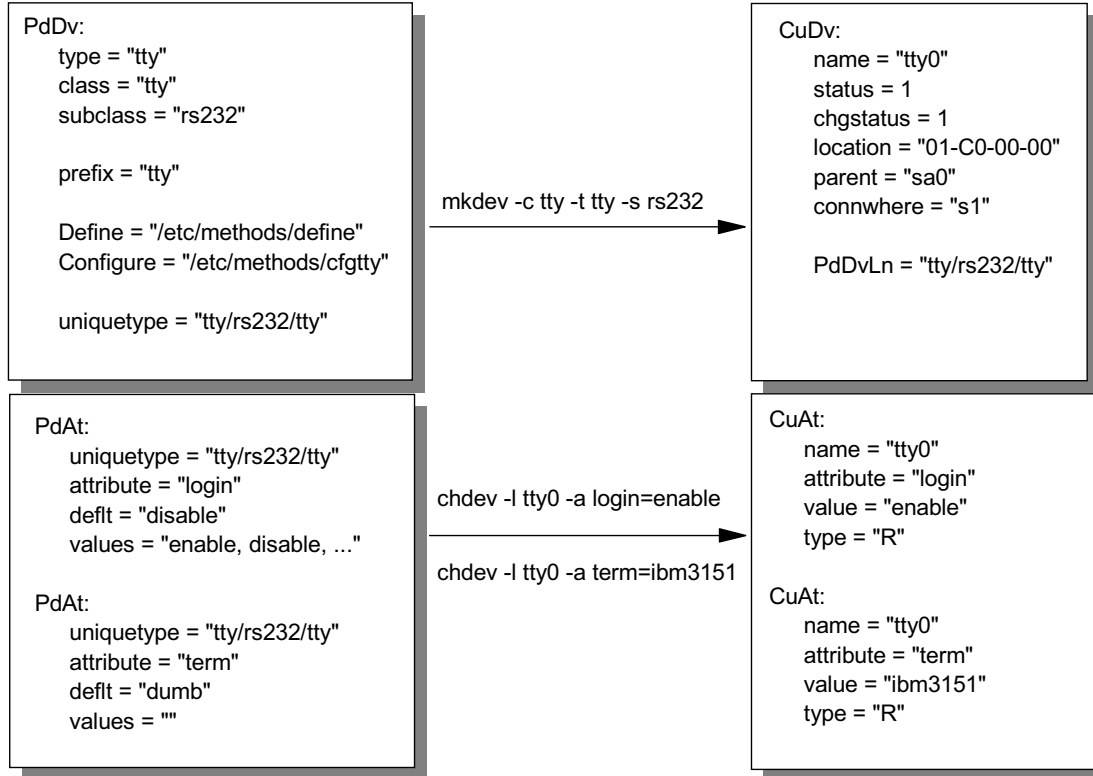 PdDv:
type = "tty"
class = "tty"
subclass = "rs232"
prefix = "tty"
Define = "/etc/methods/define"
Configure = "/etc/methods/cfgtty"
uniquetype = "tty/rs232/tty"
mkdev -c tty -t tty -s rs232
CuDv:
name = "tty0"
status = 1
chgstatus = 1
location = "01-C0-00-00"
parent = "sa0"
connwhere = "s1"
PdDvLn = "tty/rs232/tty"
PdAt:
uniquetype = "tty/rs232/tty"
attribute = "login"
deflt = "disable"
values = "enable, disable, ..."
PdAt:
uniquetype = "tty/rs232/tty"
attribute = "term"
deflt = "dumb"
values = ""
chdev -l tty0 -a login=enable
chdev -l tty0 -a term=ibm3151
CuAt:
name = "tty0"
attribute = "login"
value = "enable"
type = "R"
CuAt:
name = "tty0"
attribute = "term"
value = "ibm3151"
type = "R"